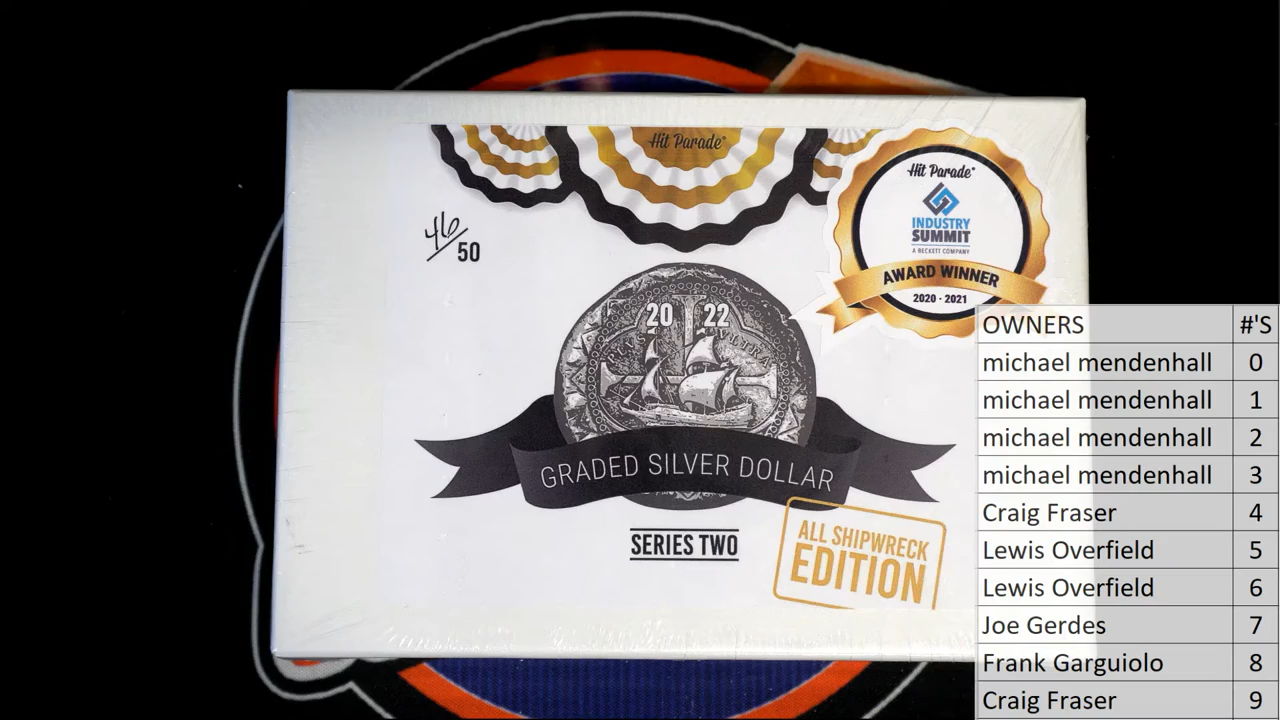 Hit Parade®
Hit Parade®
INDUSTRY
SUMMIT
A BECKETT COMPANY
AWARD WINNER
2020 · 2021
46/50
20 22
PLVS VLTRA
GRADED SILVER DOLLAR
SERIES TWO
ALL SHIPWRECK
EDITION
OWNERS #'S
michael mendenhall 0
michael mendenhall 1
michael mendenhall 2
michael mendenhall 3
Craig Fraser 4
Lewis Overfield 5
Lewis Overfield 6
Joe Gerdes 7
Frank Garguiolo 8
Craig Fraser 9